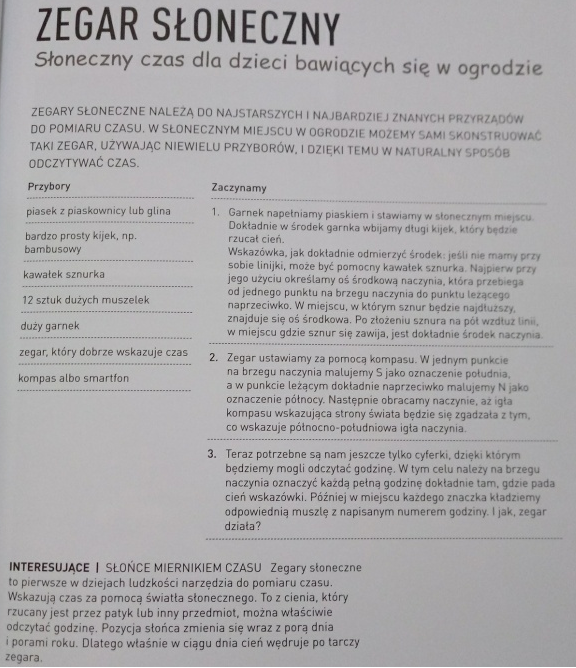 ZEGAR SŁONECZNY
Słoneczny czas dla dzieci bawiących się w ogrodzie
ZEGARY SŁONECZNE NALEŻĄ DO NAJSTARSZYCH I NAJBARDZIEJ ZNANYCH PRZYRZĄDÓW
DO POMIARU CZASU. W SŁONECZNYM MIEJSCU W OGRODZIE MOŻEMY SAMI SKONSTRUOWAĆ
TAKI ZEGAR, UŻYWAJĄC NIEWIELU PRZYBORÓW, I DZIĘKI TEMU W NATURALNY SPOSÓB
ODCZYTYWAĆ CZAS.
Przybory
piasek z piaskownicy lub glina
bardzo prosty kijek, np.
bambusowy
kawałek sznurka
12 sztuk dużych muszelek
duży garnek
zegar, który dobrze wskazuje czas
kompas albo smartfon
Zaczynamy
1. Garnek napełniamy piaskiem i stawiamy w słonecznym miejscu.
Dokładnie w środek garnka wbijamy długi kijek, który będzie
rzucał cień.
Wskazówka, jak dokładnie odmierzyć środek: jeśli nie mamy przy
sobie linijki, może być pomocny kawałek sznurka. Najpierw przy
jego użyciu określamy oś środkową naczynia, która przebiega
od jednego punktu na brzegu naczynia do punktu leżącego
naprzeciwko. W miejscu, w którym sznur będzie najdłuższy,
znajduje się oś środkowa. Po złożeniu sznura na pół wzdłuż linii,
w miejscu gdzie sznur się zawija, jest dokładnie środek naczynia.
2. Zegar ustawiamy za pomocą kompasu. W jednym punkcie
na brzegu naczynia malujemy S jako oznaczenie południa,
a w punkcie leżącym dokładnie naprzeciwko malujemy N jako
oznaczenie północy. Następnie obracamy naczynie, aż igła
kompasu wskazująca strony świata będzie się zgadzała z tym,
co wskazuje północno-południowa igła naczynia.
3. Teraz potrzebne są nam jeszcze tylko cyferki, dzięki którym
będziemy mogli odczytać godzinę. W tym celu należy na brzegu
naczynia oznaczyć każdą pełną godzinę dokładnie tam, gdzie pada
cień wskazówki. Później w miejscu każdego znaczka kładziemy
odpowiednią muszlę z napisanym numerem godziny. I jak, zegar
działa?
INTERESUJĄCE | SŁOŃCE MIERNIKIEM CZASU Zegary słoneczne
to pierwsze w dziejach ludzkości narzędzia do pomiaru czasu.
Wskazują czas za pomocą światła słonecznego. To z cienia, który
rzucany jest przez patyk lub inny przedmiot, można właściwie
odczytać godzinę. Pozycja słońca zmienia się wraz z porą dnia
i porami roku. Dlatego właśnie w ciągu dnia cień wędruje po tarczy
zegara.